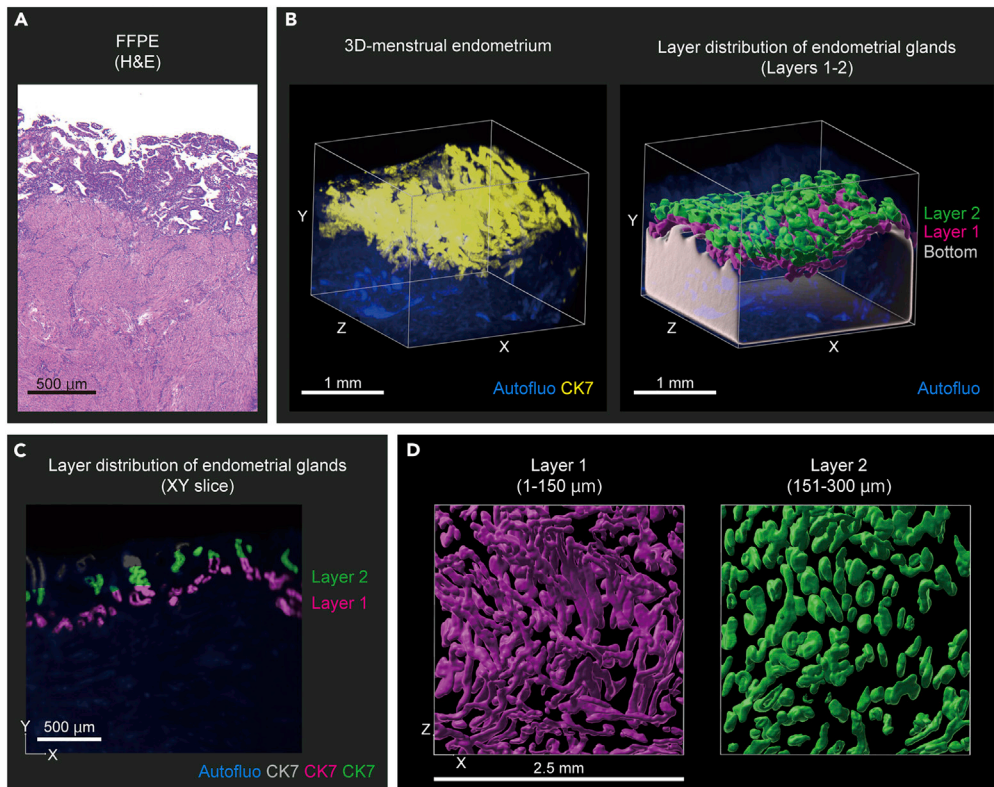 A
FFPE
(H&E)
500 µm
B
3D-menstrual endometrium
Y
Z
X
1 mm
Autofluo CK7
Layer distribution of endometrial glands
(Layers 1-2)
Y
Layer 2
Layer 1
Bottom
Z
X
1 mm
Autofluo
C
Layer distribution of endometrial glands
(XY slice)
Layer 2
Layer 1
Y
500 µm
X
Autofluo CK7 CK7 CK7
D
Layer 1
(1-150 µm)
Layer 2
(151-300 µm)
Z
X
2.5 mm